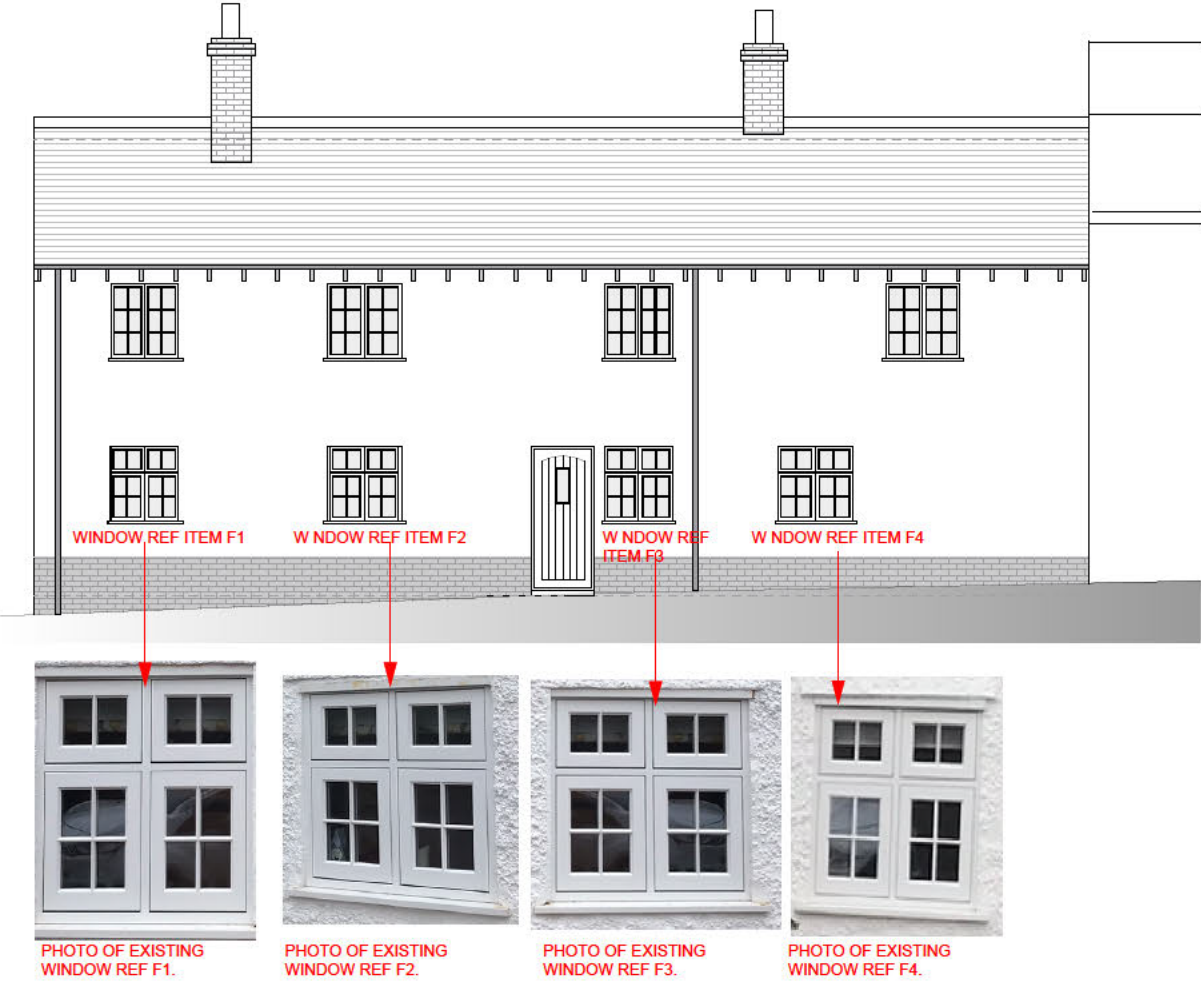 WINDOW REF ITEM F1
W NDOW REF ITEM F2
W NDOW REF
ITEM F3
W NDOW REF ITEM F4
PHOTO OF EXISTING
WINDOW REF F1.
PHOTO OF EXISTING
WINDOW REF F2.
PHOTO OF EXISTING
WINDOW REF F3.
PHOTO OF EXISTING
WINDOW REF F4.